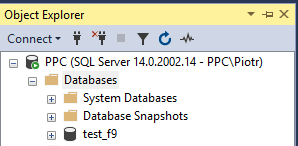 Object Explorer
Connect
PPC (SQL Server 14.0.2002.14 - PPC\Piotr)
Databases
System Databases
Database Snapshots
test_f9